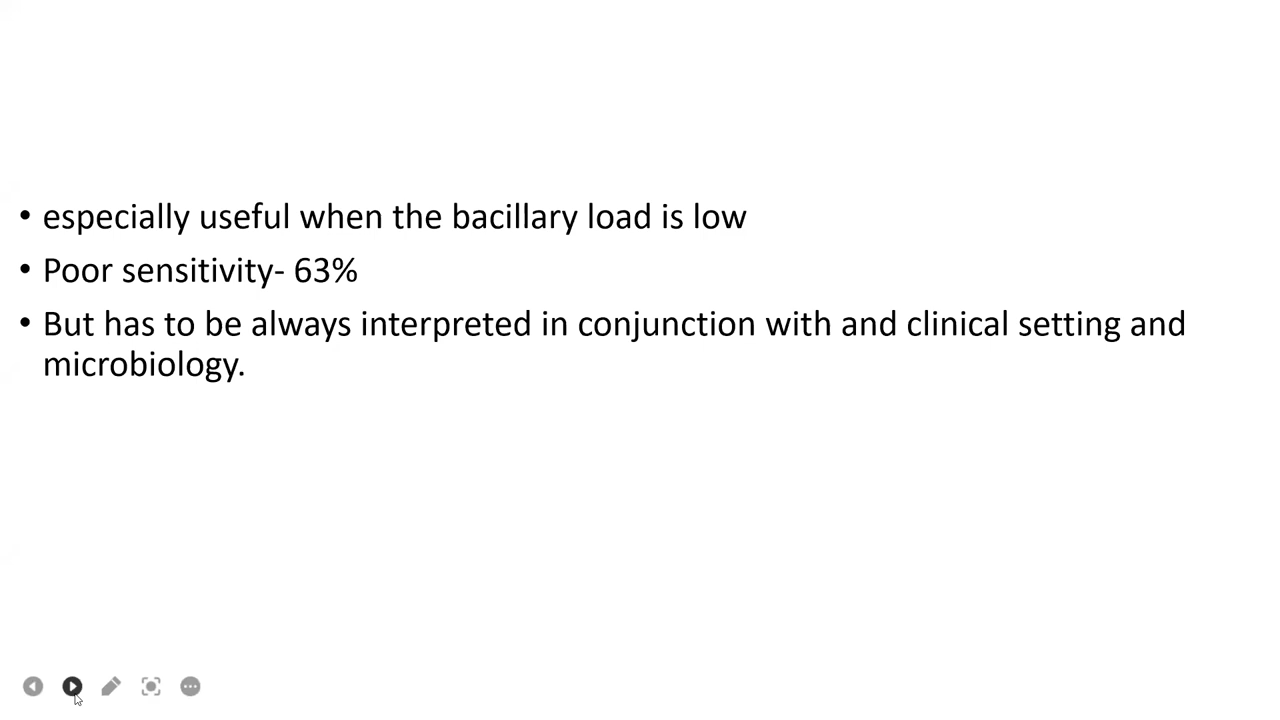 • especially useful when the bacillary load is low
• Poor sensitivity- 63%
• But has to be always interpreted in conjunction with and clinical setting and
microbiology.